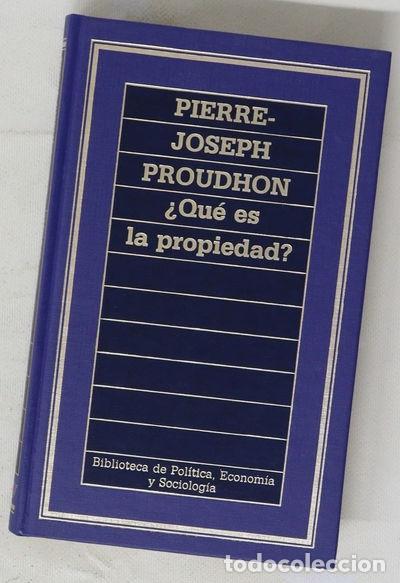 PIERRE-
JOSEPH
PROUDHON
¿Qué es
la propiedad?
Biblioteca de Política, Economía
y Sociología
todocoleccion